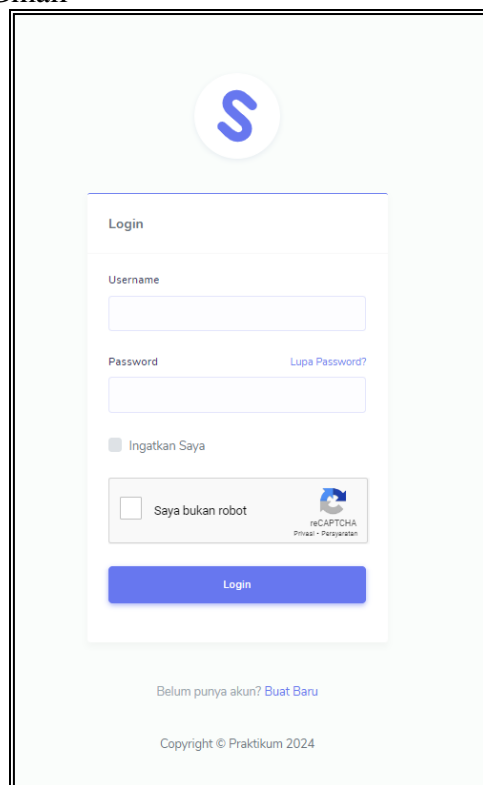 Login
Username
Password Lupa Password?
Ingatkan Saya
Saya bukan robot
reCAPTCHA
Privasi - Persyaratan
Login
Belum punya akun? Buat Baru
Copyright © Praktikum 2024